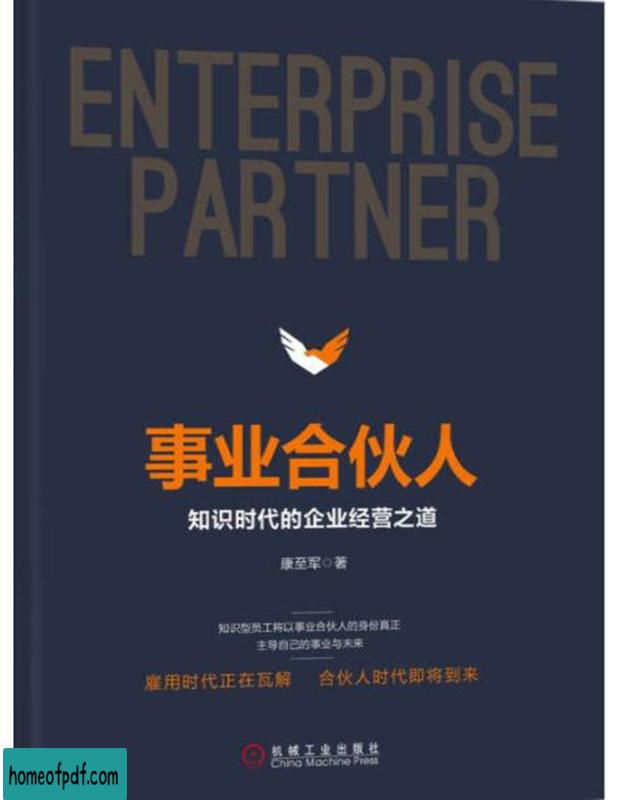 ENTERPRISE
PARTNER
事业合伙人
知识时代的企业经营之道
康至军◎著
知识型员工将以事业合伙人的身份真正
主导自己的事业与未来
雇用时代正在瓦解 合伙人时代即将到来
机械工业出版社
China Machine Press
homeofpdf.com